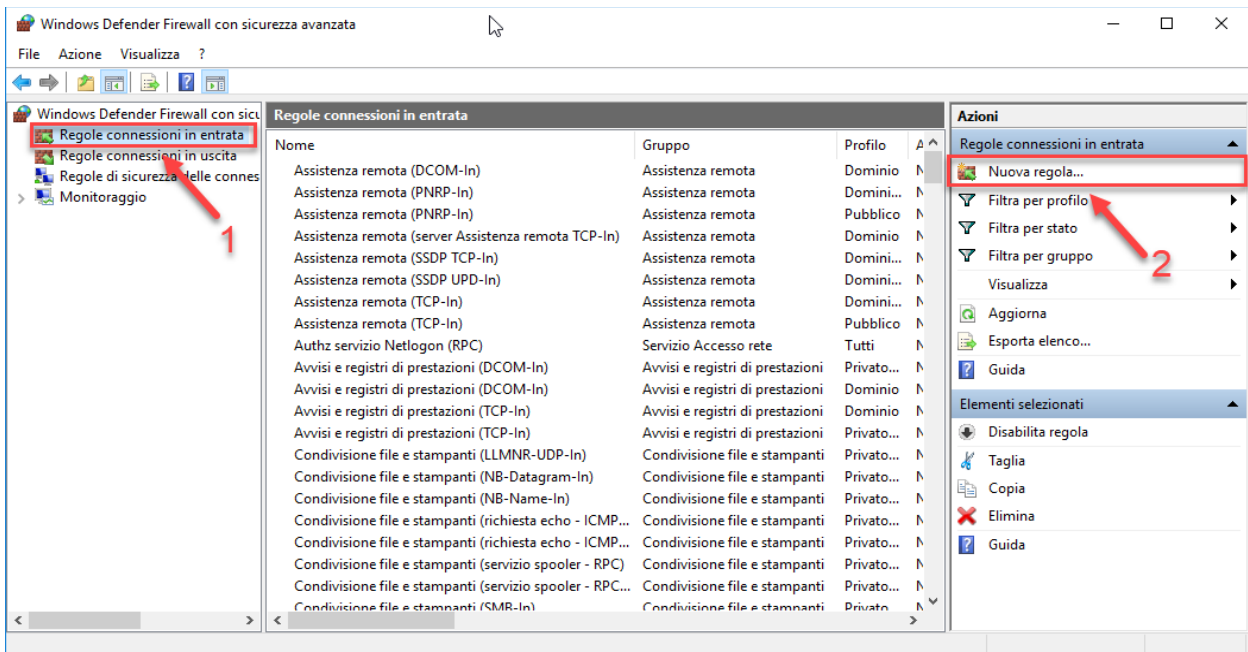 Windows Defender Firewall con sicurezza avanzata
File Azione Visualizza ?
Windows Defender Firewall con sicu
Regole connessioni in entrata
Regole connessioni in uscita
Regole di sicurezza delle connes
Monitoraggio
1
Regole connessioni in entrata
Nome Gruppo Profilo A
Assistenza remota (DCOM-In) Assistenza remota Dominio N
Assistenza remota (PNRP-In) Assistenza remota Domini... N
Assistenza remota (PNRP-In) Assistenza remota Pubblico N
Assistenza remota (server Assistenza remota TCP-In) Assistenza remota Dominio N
Assistenza remota (SSDP TCP-In) Assistenza remota Domini... N
Assistenza remota (SSDP UPD-In) Assistenza remota Domini... N
Assistenza remota (TCP-In) Assistenza remota Domini... N
Assistenza remota (TCP-In) Assistenza remota Pubblico N
Authz servizio Netlogon (RPC) Servizio Accesso rete Tutti N
Avvisi e registri di prestazioni (DCOM-In) Avvisi e registri di prestazioni Privato... N
Avvisi e registri di prestazioni (DCOM-In) Avvisi e registri di prestazioni Dominio N
Avvisi e registri di prestazioni (TCP-In) Avvisi e registri di prestazioni Dominio N
Avvisi e registri di prestazioni (TCP-In) Avvisi e registri di prestazioni Privato... N
Condivisione file e stampanti (LLMNR-UDP-In) Condivisione file e stampanti Privato... N
Condivisione file e stampanti (NB-Datagram-In) Condivisione file e stampanti Privato... N
Condivisione file e stampanti (NB-Name-In) Condivisione file e stampanti Privato... N
Condivisione file e stampanti (richiesta echo - ICMP... Condivisione file e stampanti Privato... N
Condivisione file e stampanti (richiesta echo - ICMP... Condivisione file e stampanti Privato... N
Condivisione file e stampanti (servizio spooler - RPC) Condivisione file e stampanti Privato... N
Condivisione file e stampanti (servizio spooler - RPC... Condivisione file e stampanti Privato... N
Condivisione file e stampanti (SMB-In) Condivisione file e stampanti Privato N
Azioni
Regole connessioni in entrata
Nuova regola...
Filtra per profilo
Filtra per stato
Filtra per gruppo
2
Visualizza
Aggiorna
Esporta elenco...
Guida
Elementi selezionati
Disabilita regola
Taglia
Copia
Elimina
Guida